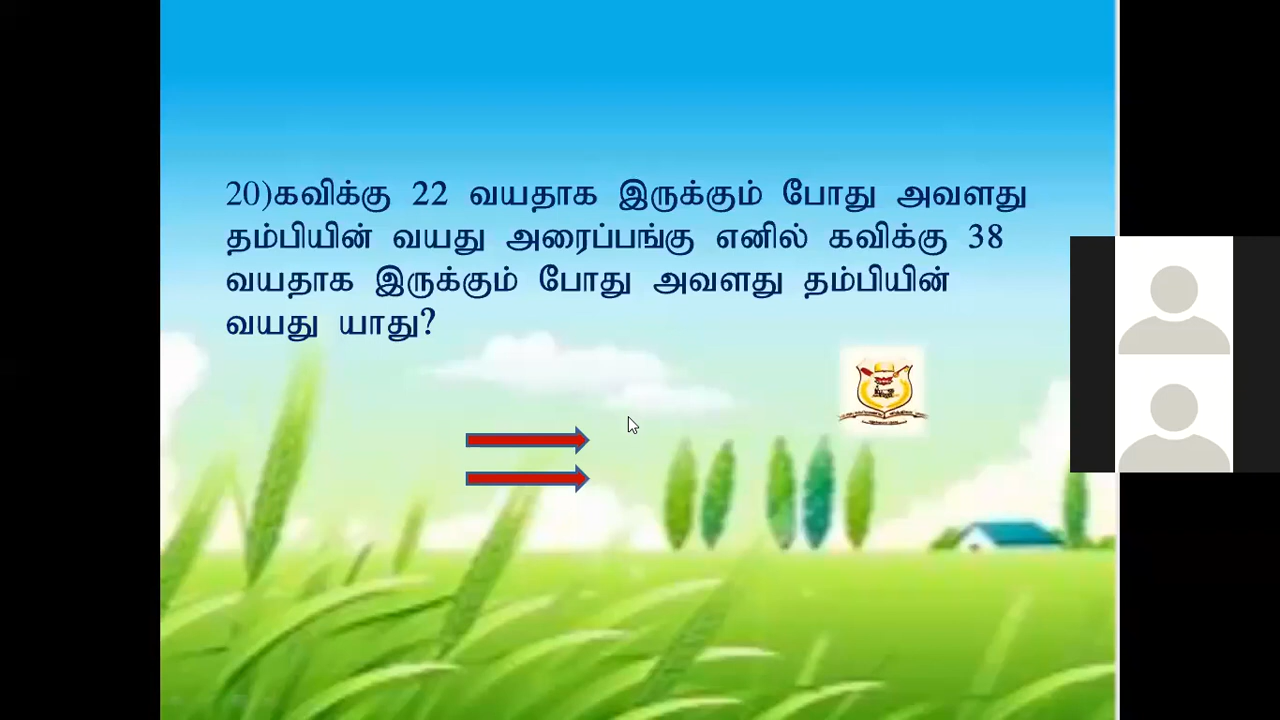 20)கவிக்கு 22 வயதாக இருக்கும் போது அவளது
தம்பியின் வயது அரைப்பங்கு எனில் கவிக்கு 38
வயதாக இருக்கும் போது அவளது தம்பியின்
வயது யாது?